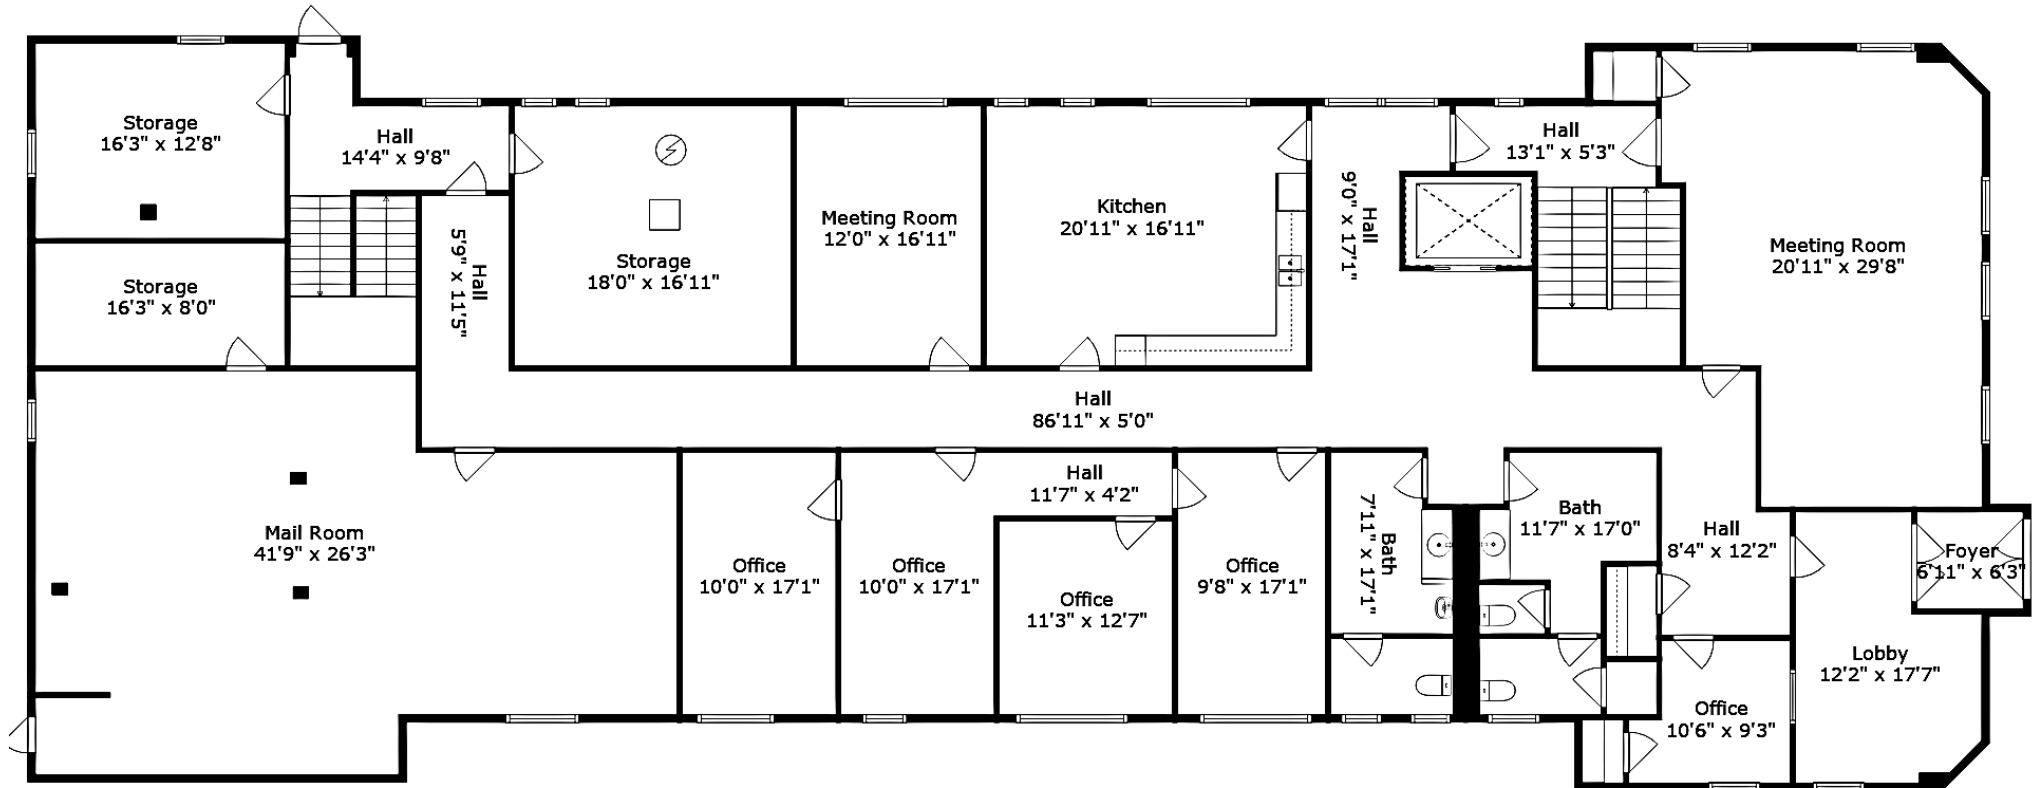 Storage
16'3" x 12'8"
Hall
14'4" x 9'8"
Storage
16'3" x 8'0"
Hall
5'9" x 11'5"
Storage
18'0" x 16'11"
Meeting Room
12'0" x 16'11"
Kitchen
20'11" x 16'11"
Hall
9'0" x 17'1"
Hall
13'1" x 5'3"
Meeting Room
20'11" x 29'8"
Hall
86'11" x 5'0"
Mail Room
41'9" x 26'3"
Office
10'0" x 17'1"
Office
10'0" x 17'1"
Hall
11'7" x 4'2"
Office
11'3" x 12'7"
Office
9'8" x 17'1"
Bath
7'11" x 17'1"
Bath
11'7" x 17'0"
Hall
8'4" x 12'2"
Foyer
6'11" x 6'3"
Lobby
12'2" x 17'7"
Office
10'6" x 9'3"